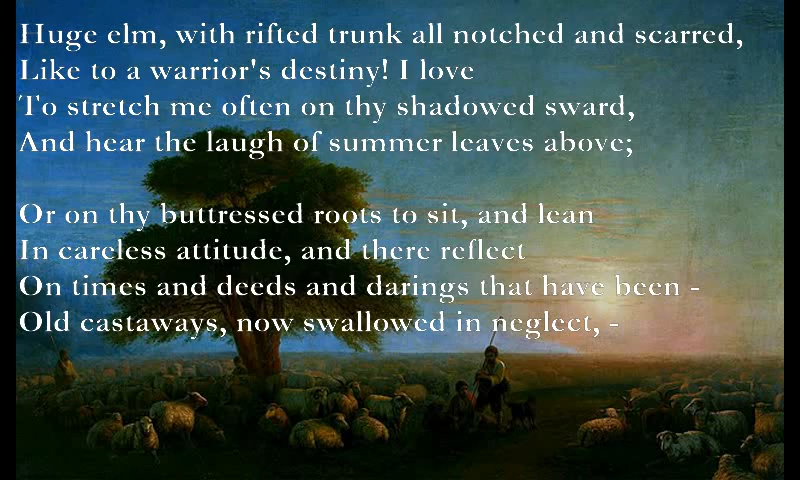 Huge elm, with rifted trunk all notched and scarred,
Like to a warrior's destiny! I love
To stretch me often on thy shadowed sward,
And hear the laugh of summer leaves above;
Or on thy buttressed roots to sit, and lean
In careless attitude, and there reflect
On times and deeds and darings that have been -
Old castaways, now swallowed in neglect, -